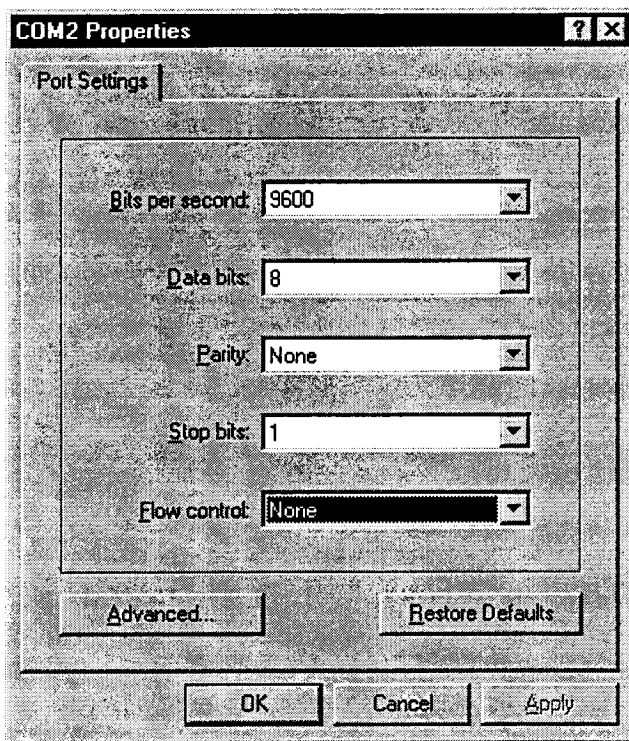 COM2 Properties ? X
Port Settings
Bits per second: 9600
Data bits: 8
Parity: None
Stop bits: 1
Flow control: None
Advanced... Restore Defaults
OK Cancel Apply